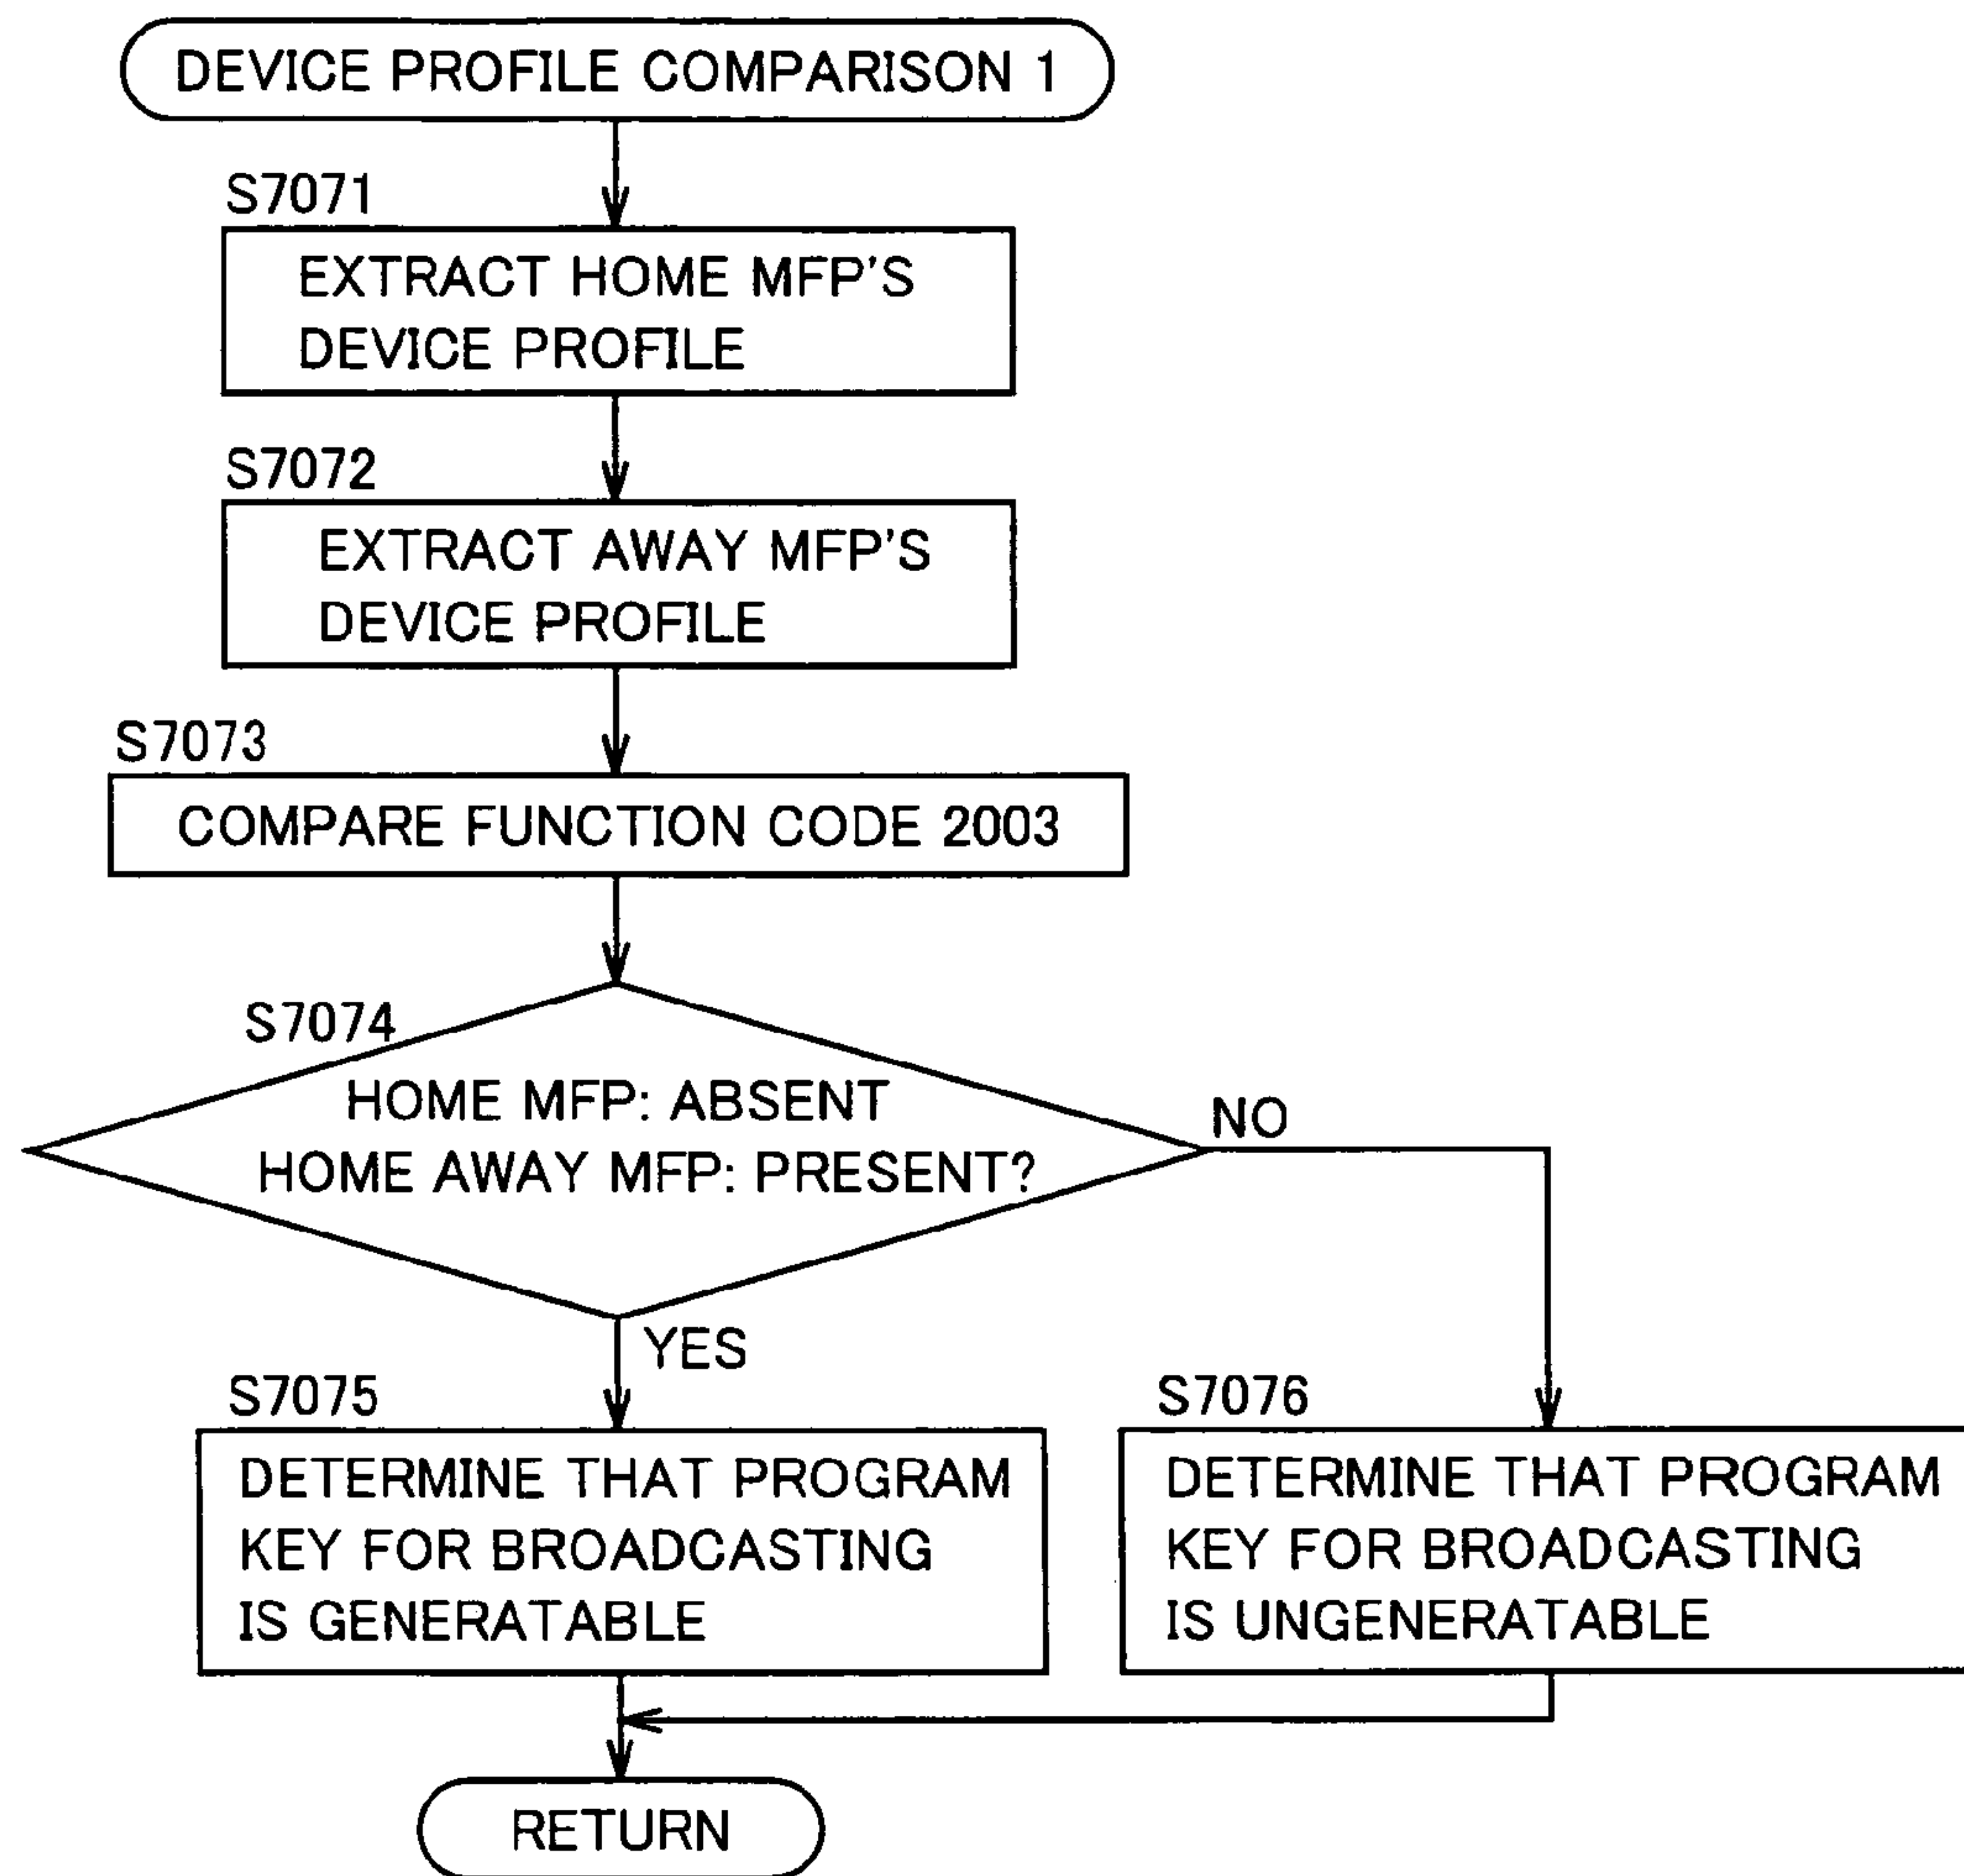 DEVICE PROFILE COMPARISON 1
S7071
EXTRACT HOME MFP'S
DEVICE PROFILE
S7072
EXTRACT AWAY MFP'S
DEVICE PROFILE
S7073
COMPARE FUNCTION CODE 2003
S7074
HOME MFP: ABSENT
HOME AWAY MFP: PRESENT?
NO
YES
S7075
DETERMINE THAT PROGRAM
KEY FOR BROADCASTING
IS GENERATABLE
S7076
DETERMINE THAT PROGRAM
KEY FOR BROADCASTING
IS UNGENERATABLE
RETURN